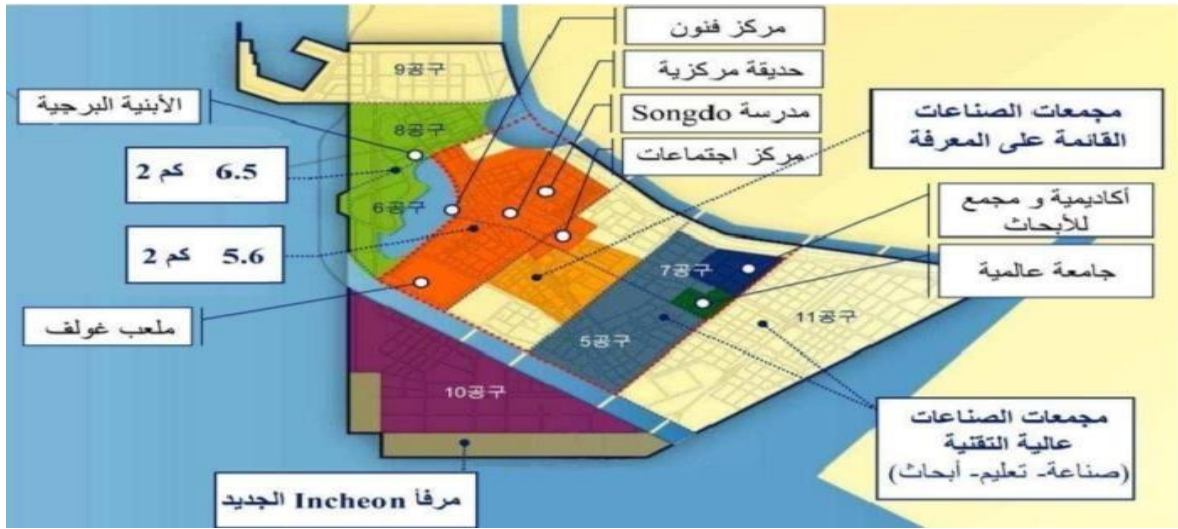 مركز فنون
حديقة مركزية
مدرسة Songdo
مركز اجتماعات
مجمعات الصناعات
القائمة على المعرفة
أكاديمية و مجمع
للأبحاث
جامعة عالمية
الأبنية البرجية
6.5 كم 2
5.6 كم 2
ملعب غولف
9공구
8공구
6공구
7공구
5공구
11공구
10공구
مجمعات الصناعات
عالية التقنية
(صناعة- تعليم- أبحاث)
مرفأ Incheon الجديد